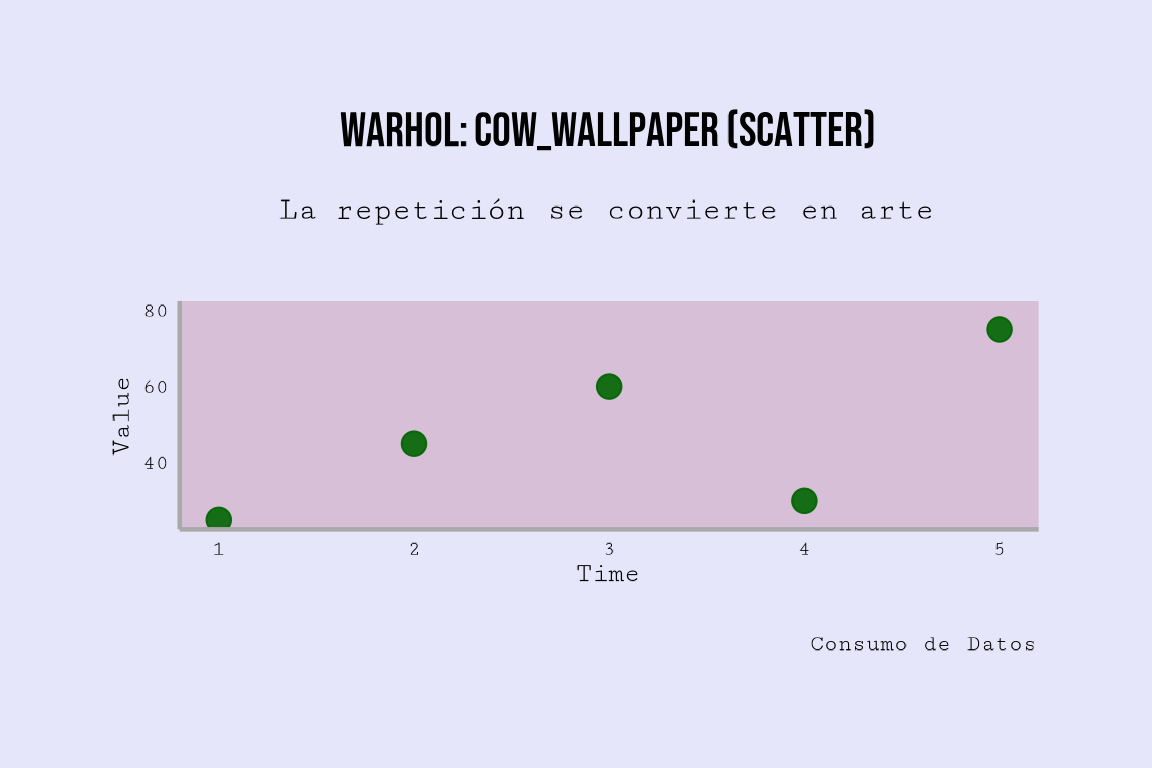 WARHOL: COW_WALLPAPER (SCATTER)
La repetición se convierte en arte
80
60
40
Value
1 2 3 4 5
Time
Consumo de Datos